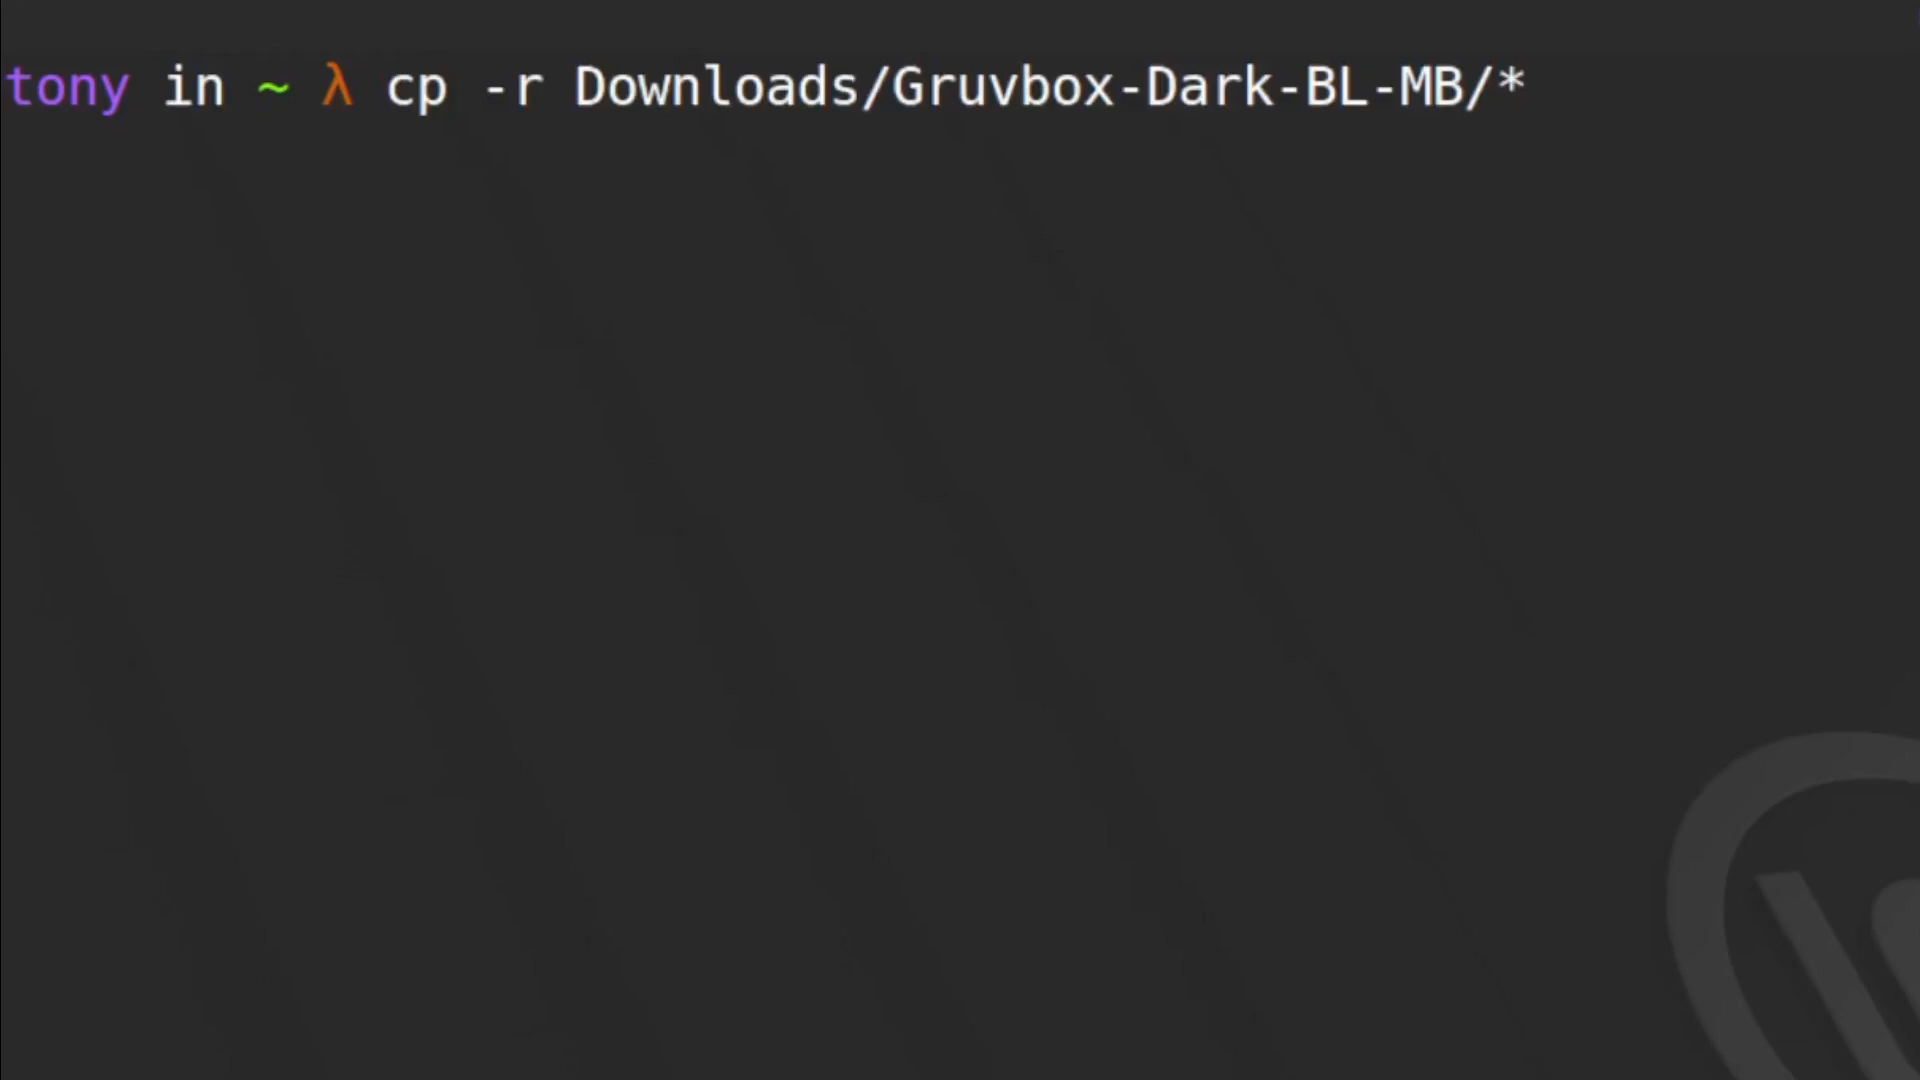 tony in ~ λ cp -r Downloads/Gruvbox-Dark-BL-MB/*